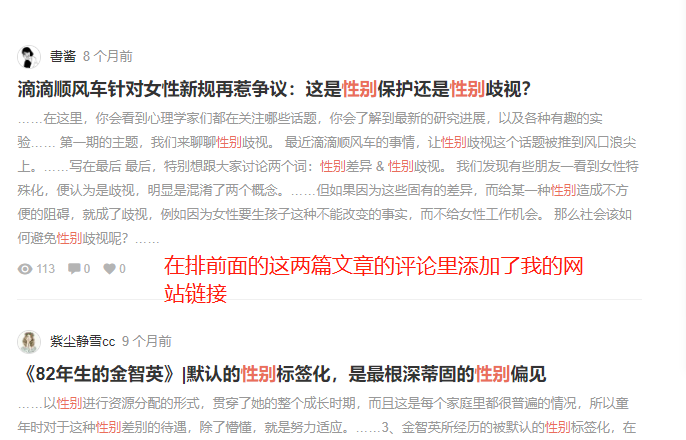 書酱 8 个月前
滴滴顺风车针对女性新规再惹争议：这是性别保护还是性别歧视？
……在这里，你会看到心理学家们都在关注哪些话题，你会了解到最新的研究进展，以及各种有趣的实
验…… 第一期的主题，我们来聊聊性别歧视。 最近滴滴顺风车的事情，让性别歧视这个话题被推到风口浪尖
上。……写在最后 最后，特别想跟大家讨论两个词：性别差异 & 性别歧视。 我们发现有些朋友一看到女性特
殊化，便认为是歧视，明显是混淆了两个概念。……但如果因为这些固有的差异，而给某一种性别造成不方
便的阻碍，就成了歧视，例如因为女性要生孩子这种不能改变的事实，而不给女性工作机会。 那么社会该如
何避免性别歧视呢？……
113 0 0
在排前面的这两篇文章的评论里添加了我的网
站链接
紫尘静雪cc 9 个月前
《82年生的金智英》|默认的性别标签化，是最根深蒂固的性别偏见
……以性别进行资源分配的形式，贯穿了她的整个成长时期，而且这是每个家庭里都很普遍的情况，所以童
年时对于这种性别差别的待遇，除了懵懂，就是努力适应。……3、金智英所经历的被默认的性别标签化，在